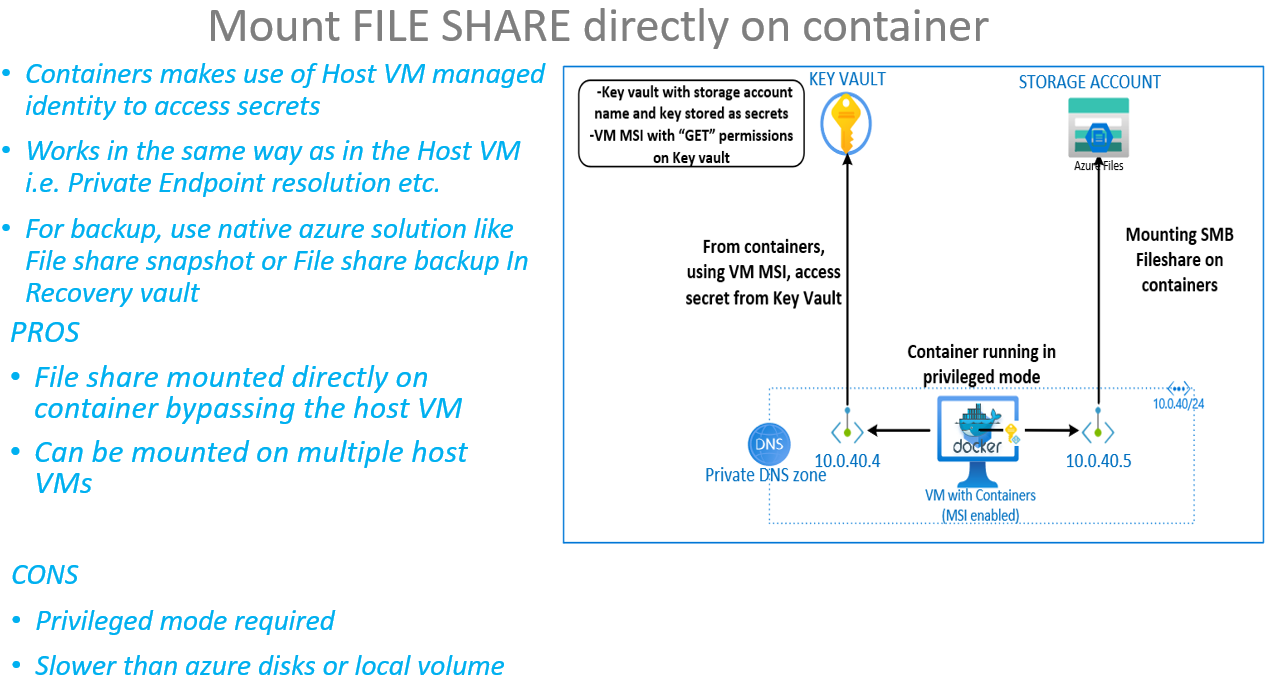 Mount FILE SHARE directly on container
• Containers makes use of Host VM managed
identity to access secrets
• Works in the same way as in the Host VM
i.e. Private Endpoint resolution etc.
• For backup, use native azure solution like
File share snapshot or File share backup In
Recovery vault
PROS
• File share mounted directly on
container bypassing the host VM
• Can be mounted on multiple host
VMs
CONS
• Privileged mode required
• Slower than azure disks or local volume
-Key vault with storage account
name and key stored as secrets
-VM MSI with “GET” permissions
on Key vault
KEY VAULT
STORAGE ACCOUNT
Azure Files
From containers,
using VM MSI, access
secret from Key Vault
Mounting SMB
Fileshare on
containers
Container running in
privileged mode
10.0.40/24
DNS
Private DNS zone
10.0.40.4
docker
10.0.40.5
VM with Containers
(MSI enabled)